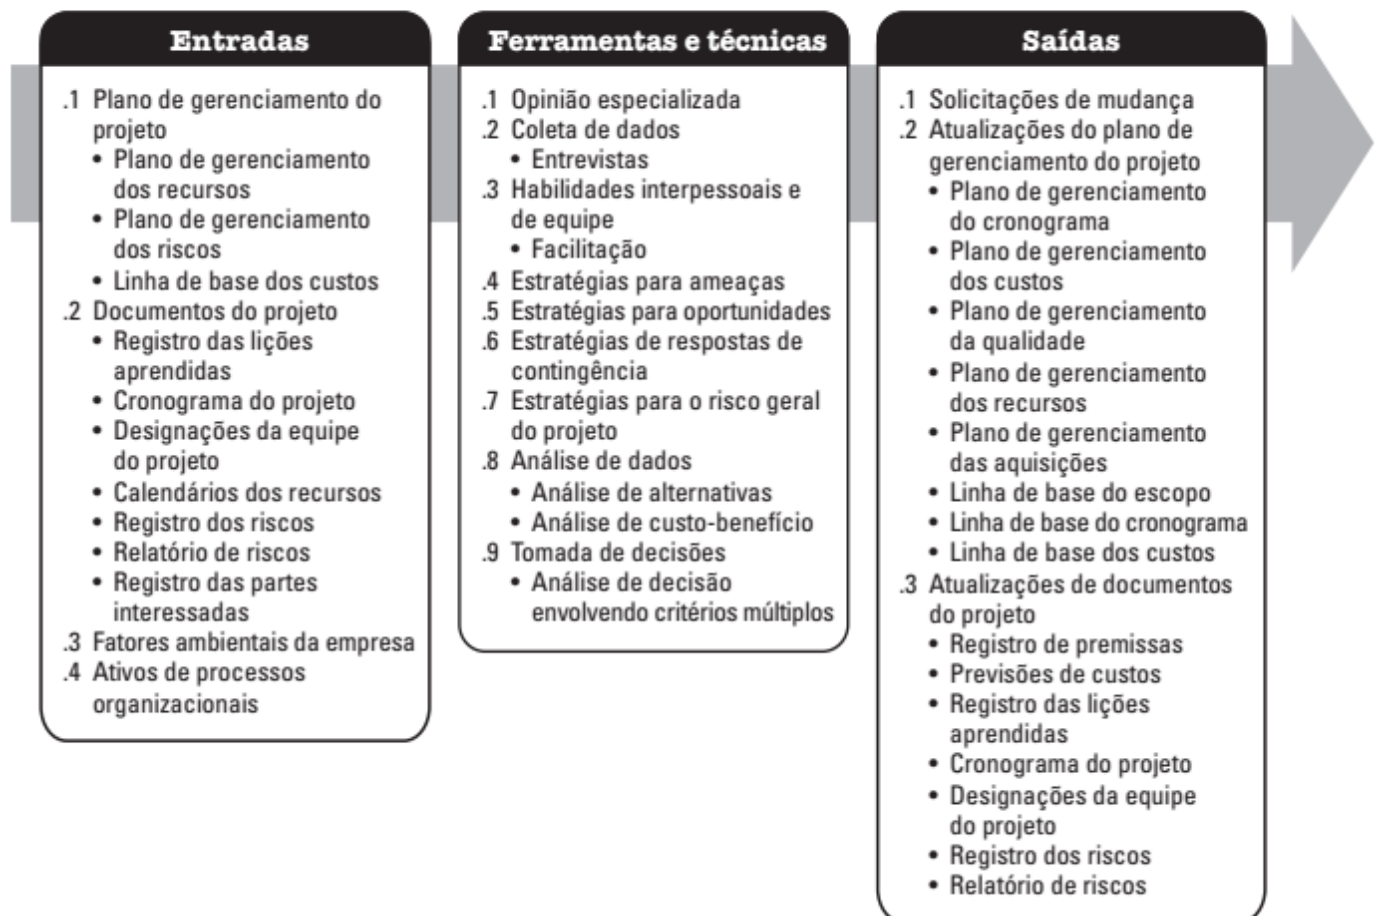 Entradas
.1 Plano de gerenciamento do
projeto
• Plano de gerenciamento
dos recursos
• Plano de gerenciamento
dos riscos
• Linha de base dos custos
.2 Documentos do projeto
• Registro das lições
aprendidas
• Cronograma do projeto
• Designações da equipe
do projeto
• Calendários dos recursos
• Registro dos riscos
• Relatório de riscos
• Registro das partes
interessadas
.3 Fatores ambientais da empresa
.4 Ativos de processos
organizacionais
Ferramentas e técnicas
.1 Opinião especializada
.2 Coleta de dados
• Entrevistas
.3 Habilidades interpessoais e
de equipe
• Facilitação
.4 Estratégias para ameaças
.5 Estratégias para oportunidades
.6 Estratégias de respostas de
contingência
.7 Estratégias para o risco geral
do projeto
.8 Análise de dados
• Análise de alternativas
• Análise de custo-benefício
.9 Tomada de decisões
• Análise de decisão
envolvendo critérios múltiplos
Saídas
.1 Solicitações de mudança
.2 Atualizações do plano de
gerenciamento do projeto
• Plano de gerenciamento
do cronograma
• Plano de gerenciamento
dos custos
• Plano de gerenciamento
da qualidade
• Plano de gerenciamento
dos recursos
• Plano de gerenciamento
das aquisições
• Linha de base do escopo
• Linha de base do cronograma
• Linha de base dos custos
.3 Atualizações de documentos
do projeto
• Registro de premissas
• Previsões de custos
• Registro das lições
aprendidas
• Cronograma do projeto
• Designações da equipe
do projeto
• Registro dos riscos
• Relatório de riscos